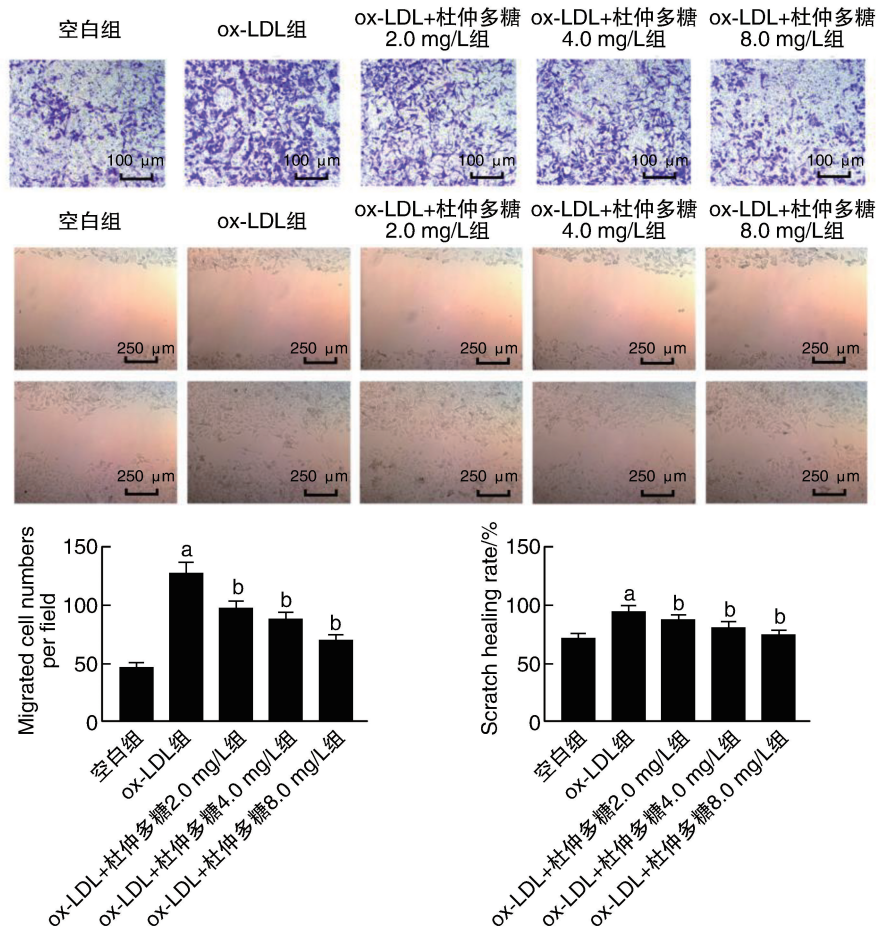 空白组
ox-LDL组
ox-LDL+杜仲多糖
2.0 mg/L组
ox-LDL+杜仲多糖
4.0 mg/L组
ox-LDL+杜仲多糖
8.0 mg/L组
100 μm
100 μm
100 μm
100 μm
100 μm
空白组
ox-LDL组
ox-LDL+杜仲多糖
2.0 mg/L组
ox-LDL+杜仲多糖
4.0 mg/L组
ox-LDL+杜仲多糖
8.0 mg/L组
250 μm
250 μm
250 μm
250 μm
250 μm
250 μm
250 μm
250 μm
250 μm
250 μm
Migrated cell numbers
per field
150
100
50
0
a
b
b
b
空白组
ox-LDL组
ox-LDL+杜仲多糖2.0 mg/L组
ox-LDL+杜仲多糖4.0 mg/L组
ox-LDL+杜仲多糖8.0 mg/L组
Scratch healing rate/%
150
100
50
0
a
b
b
b
空白组
ox-LDL组
ox-LDL+杜仲多糖2.0 mg/L组
ox-LDL+杜仲多糖4.0 mg/L组
ox-LDL+杜仲多糖8.0 mg/L组